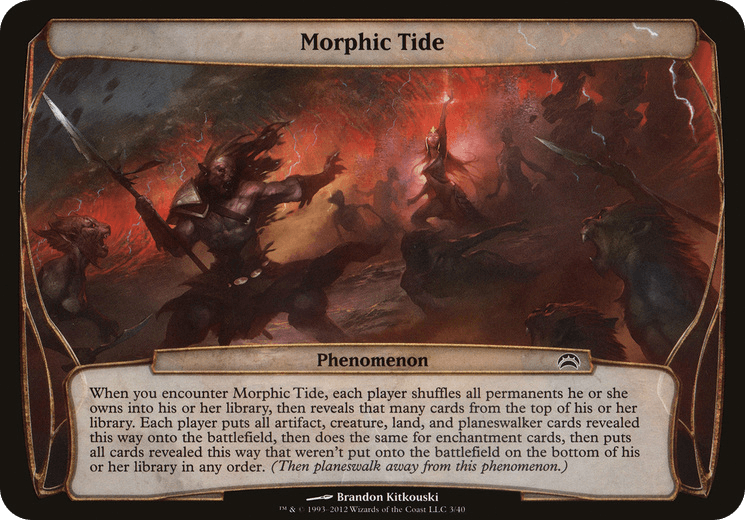 Morphic Tide
Phenomenon
When you encounter Morphic Tide, each player shuffles all permanents he or she
owns into his or her library, then reveals that many cards from the top of his or her
library. Each player puts all artifact, creature, land, and planeswalker cards revealed
this way onto the battlefield, then does the same for enchantment cards, then puts
all cards revealed this way that weren't put onto the battlefield on the bottom of his
or her library in any order. (Then planeswalk away from this phenomenon.)
Brandon Kitkouski
™ & © 1993–2012 Wizards of the Coast LLC 3/40